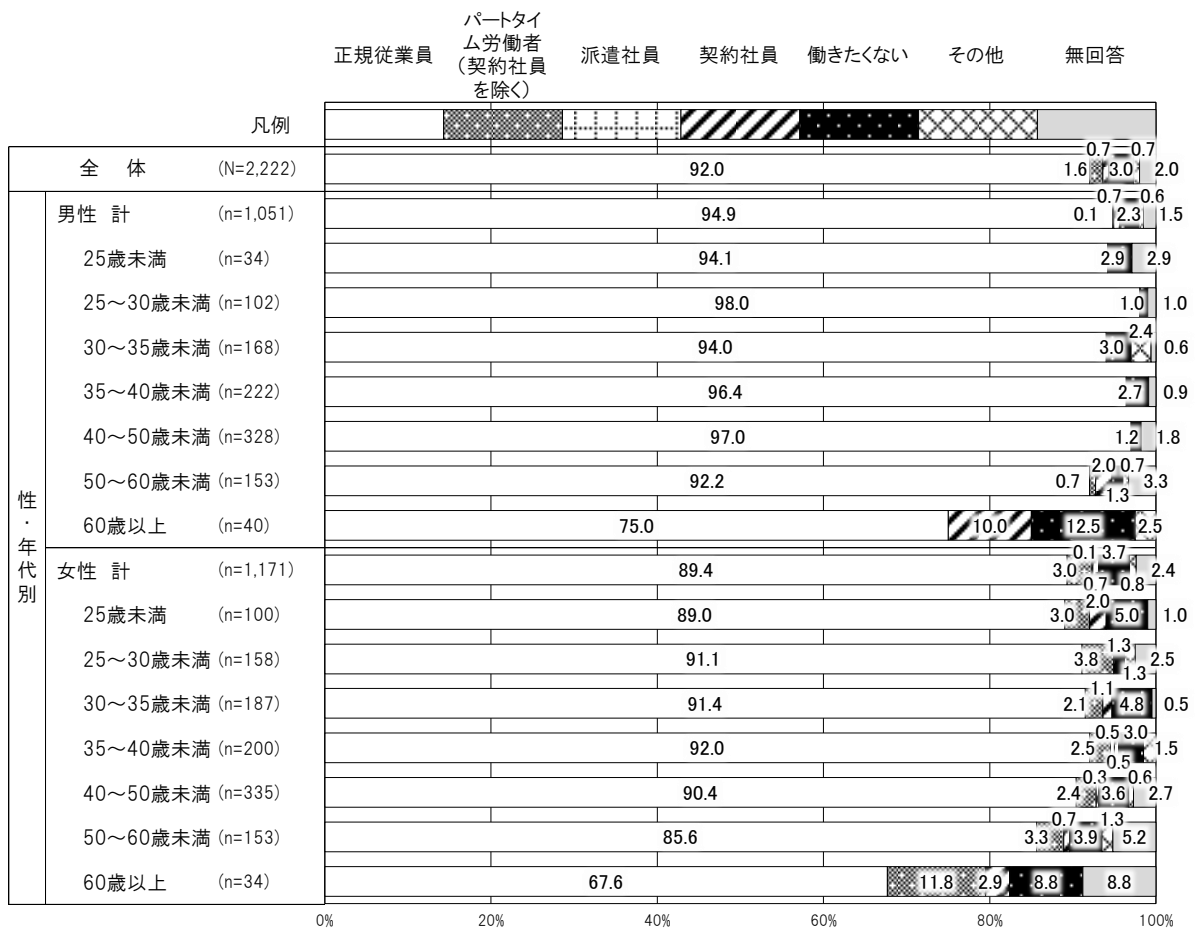 正規従業員
パートタイ
ム労働者
（契約社員
を除く）
派遣社員
契約社員
働きたくない
その他
無回答
凡例
全 体 (N=2,222) 92.0 1.6 0.7 3.0 0.7 2.0
性・年代別
男性 計 (n=1,051) 94.9 0.1 0.7 2.3 0.6 1.5
25歳未満 (n=34) 94.1 2.9 2.9
25～30歳未満 (n=102) 98.0 1.0 1.0
30～35歳未満 (n=168) 94.0 3.0 2.4 0.6
35～40歳未満 (n=222) 96.4 2.7 0.9
40～50歳未満 (n=328) 97.0 1.2 1.8
50～60歳未満 (n=153) 92.2 0.7 2.0 1.3 0.7 3.3
60歳以上 (n=40) 75.0 10.0 12.5 2.5
女性 計 (n=1,171) 89.4 3.0 0.1 0.7 3.7 0.8 2.4
25歳未満 (n=100) 89.0 3.0 2.0 5.0 1.0
25～30歳未満 (n=158) 91.1 3.8 1.3 1.3 2.5
30～35歳未満 (n=187) 91.4 2.1 1.1 4.8 0.5
35～40歳未満 (n=200) 92.0 2.5 0.5 0.5 3.0 1.5
40～50歳未満 (n=335) 90.4 2.4 0.3 3.6 0.6 2.7
50～60歳未満 (n=153) 85.6 3.3 0.7 3.9 1.3 5.2
60歳以上 (n=34) 67.6 11.8 2.9 8.8 8.8
0% 20% 40% 60% 80% 100%